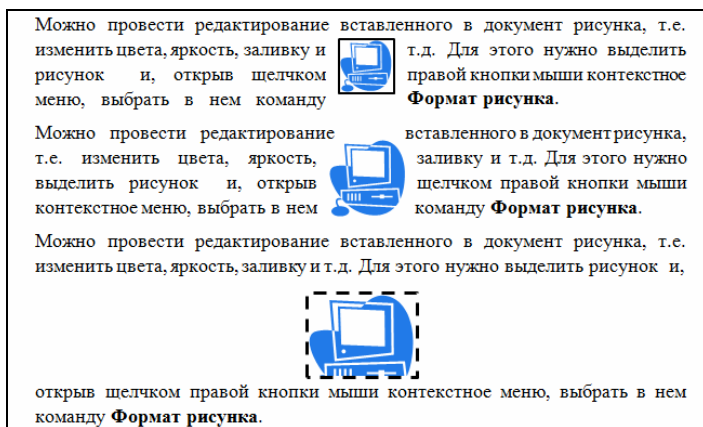 Можно провести редактирование вставленного в документ рисунка, т.е.
изменить цвета, яркость, заливку и т.д. Для этого нужно выделить
рисунок и, открыв щелчком правой кнопки мыши контекстное
меню, выбрать в нем команду Формат рисунка.
Можно провести редактирование вставленного в документ рисунка,
т.е. изменить цвета, яркость, заливку и т.д. Для этого нужно
выделить рисунок и, открыв щелчком правой кнопки мыши
контекстное меню, выбрать в нем команду Формат рисунка.
Можно провести редактирование вставленного в документ рисунка, т.е.
изменить цвета, яркость, заливку и т.д. Для этого нужно выделить рисунок и,
открыв щелчком правой кнопки мыши контекстное меню, выбрать в нем
команду Формат рисунка.